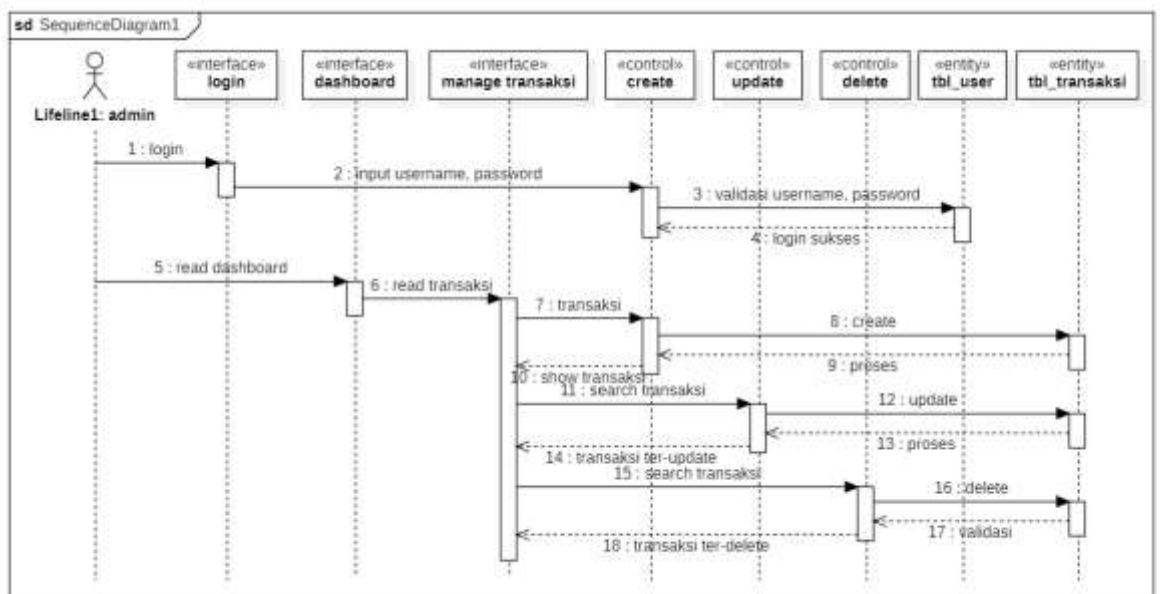 sd SequenceDiagram1
«interface»
login
«interface»
dashboard
«interface»
manage transaksi
«control»
create
«control»
update
«control»
delete
«entity»
tbl_user
«entity»
tbl_transaksi
Lifeline1: admin
1 : login
2 : input username, password
3 : validasi username, password
4 : login sukses
5 : read dashboard
6 : read transaksi
7 : transaksi
8 : create
9 : proses
10 : show transaksi
11 : search transaksi
12 : update
13 : proses
14 : transaksi ter-update
15 : search transaksi
16 : delete
17 : validasi
18 : transaksi ter-delete